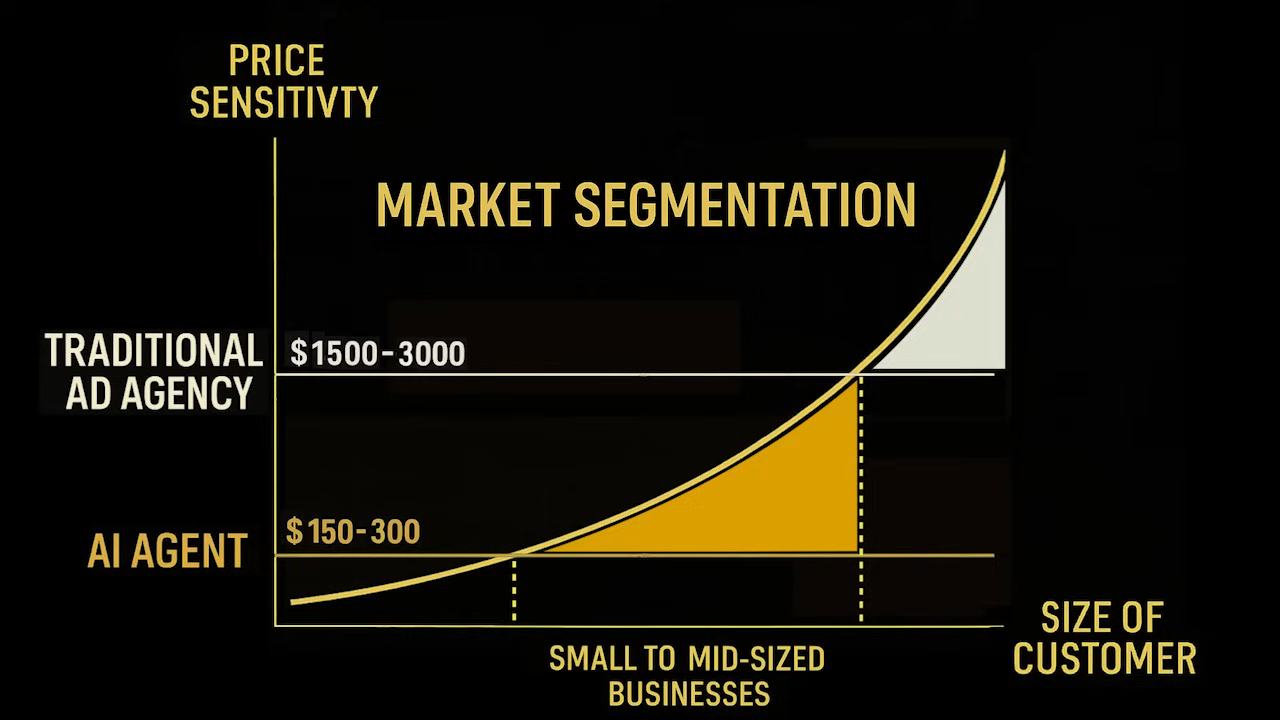 PRICE
SENSITIVTY
MARKET SEGMENTATION
TRADITIONAL
AD AGENCY
$1500-3000
$150-300
AI AGENT
SIZE OF
CUSTOMER
SMALL TO MID-SIZED
BUSINESSES